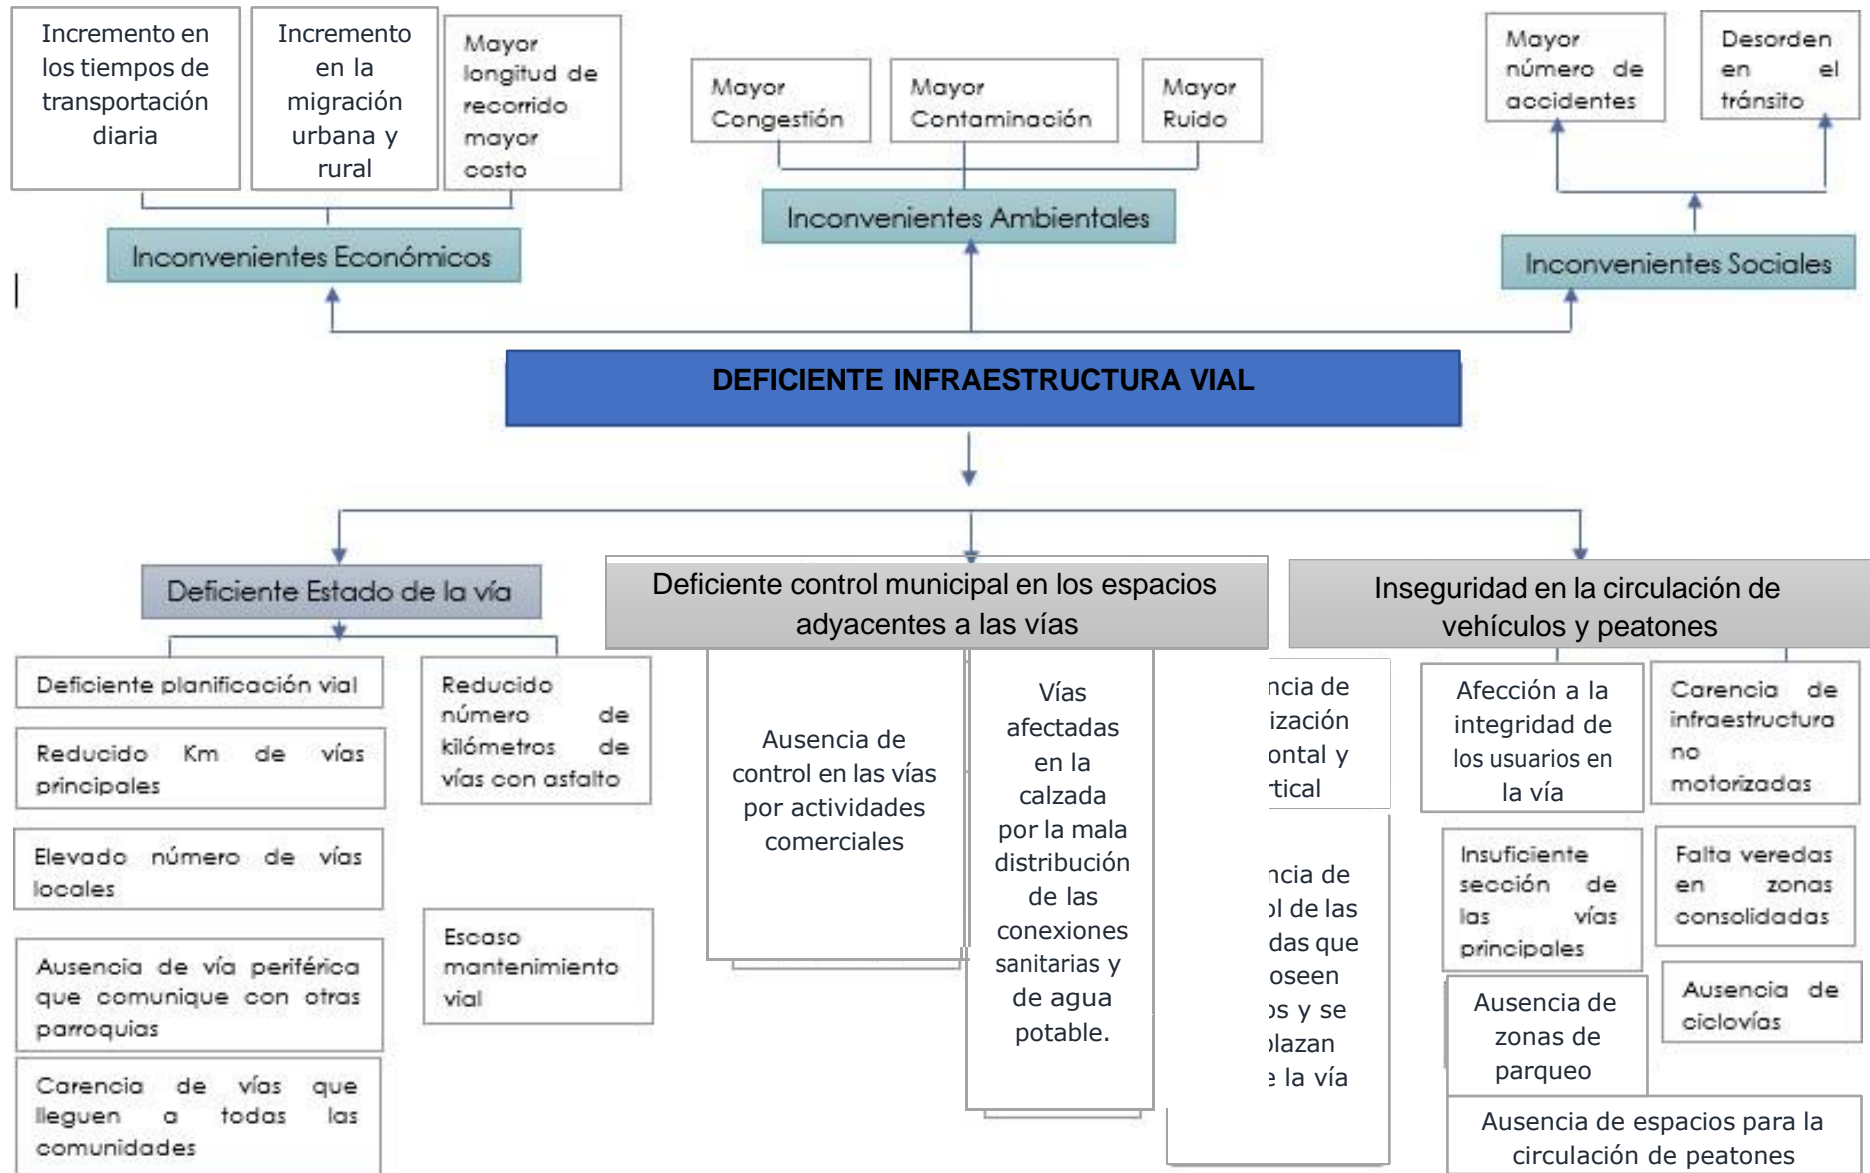 Incremento en
los tiempos de
transportación
diaria
Incremento
en la
migración
urbana y
rural
Mayor
longitud de
recorrido
mayor
costo
Mayor
Congestión
Mayor
Contaminación
Mayor
Ruido
Mayor
número de
accidentes
Desorden
en el
tránsito
Inconvenientes Económicos
Inconvenientes Ambientales
Inconvenientes Sociales
DEFICIENTE INFRAESTRUCTURA VIAL
Deficiente Estado de la vía
Deficiente control municipal en los espacios
adyacentes a las vías
Inseguridad en la circulación de
vehículos y peatones
Deficiente planificación vial
Reducido Km de vías
principales
Elevado número de vías
locales
Ausencia de vía periférica
que comunique con otras
parroquias
Carencia de vías que
lleguen a todas las
comunidades
Reducido
número de
kilómetros de
vías con asfalto
Escaso
mantenimiento
vial
Ausencia de
control en las vías
por actividades
comerciales
Vías
afectadas
en la
calzada
por la mala
distribución
de las
conexiones
sanitarias y
de agua
potable.
de
y
de
de las
que
y se
la vía
Afección a la
integridad de
los usuarios en
la vía
Insuficiente
sección de
las vías
principales
Ausencia de
zonas de
parqueo
Carencia de
infraestructura
no
motorizadas
Falta veredas
en zonas
consolidadas
Ausencia de
ciclovías
Ausencia de espacios para la
circulación de peatones